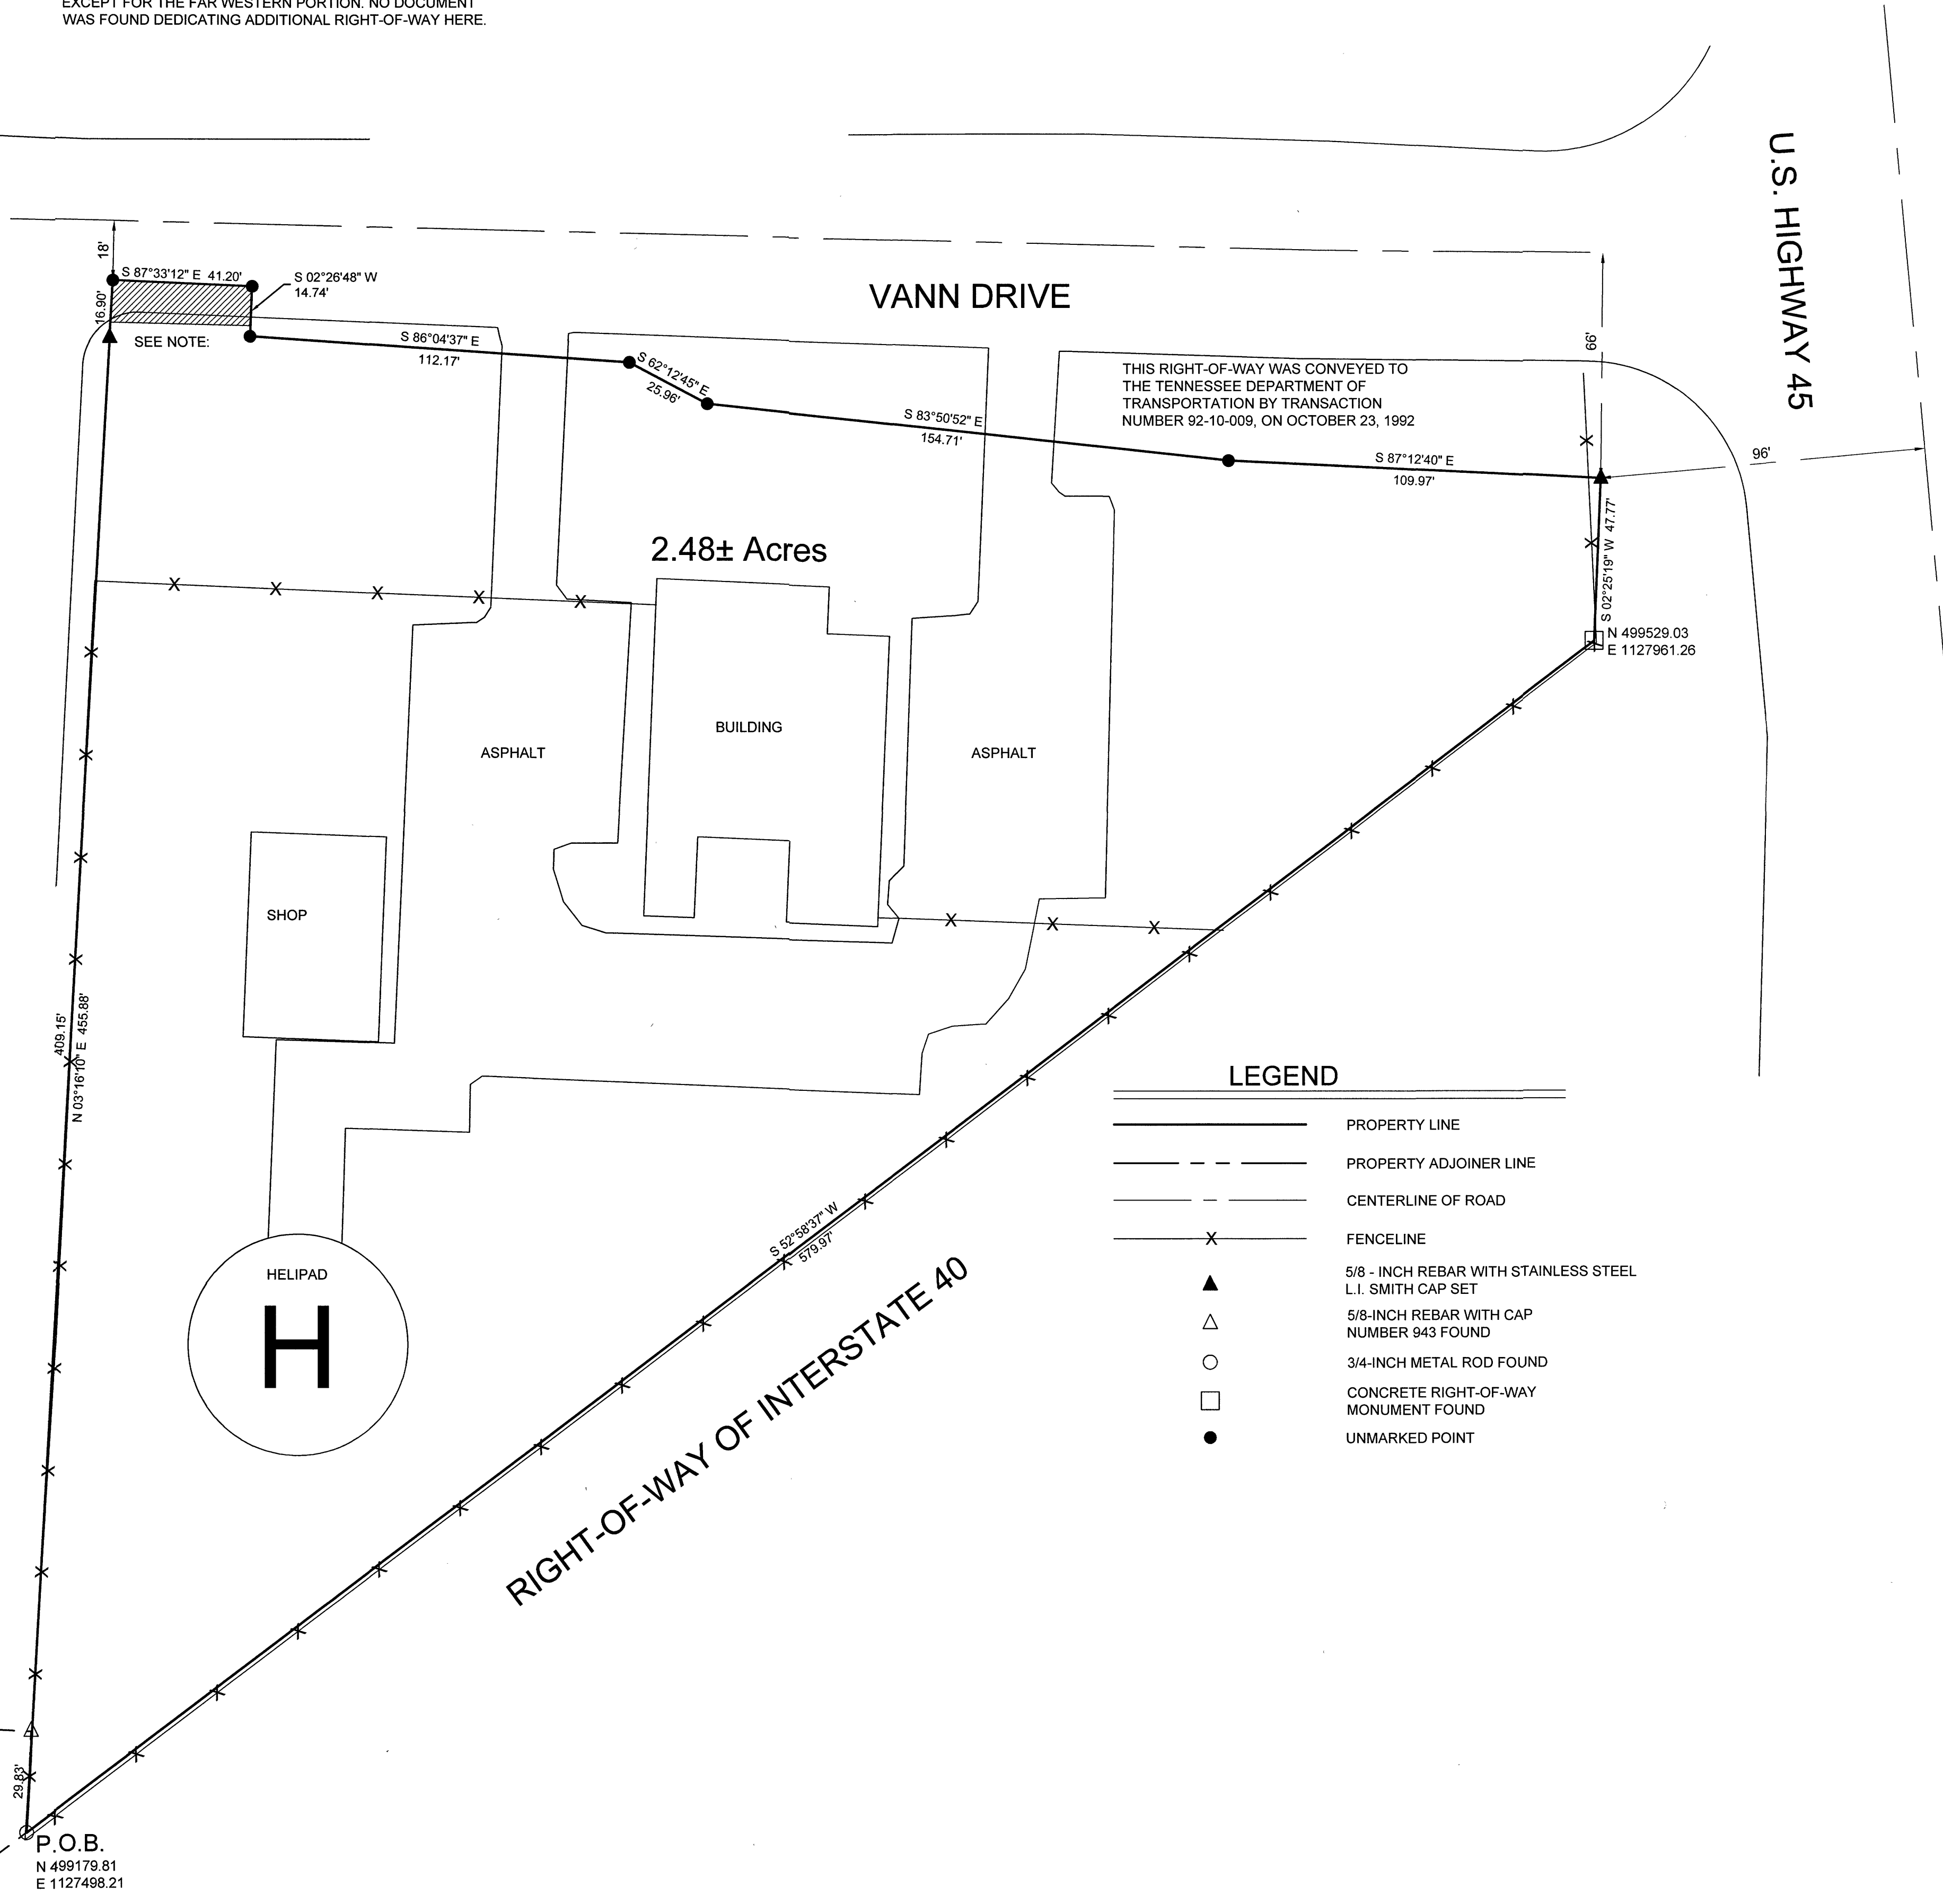 EXCEPT FOR THE FAR WESTERN PORTION. NO DOCUMENT
WAS FOUND DEDICATING ADDITIONAL RIGHT-OF-WAY HERE.
U.S. HIGHWAY 45
18'
S 87°33'12" E 41.20'
S 02°26'48" W
14.74'
16.90'
SEE NOTE:
VANN DRIVE
S 86°04'37" E
112.17'
S 62°12'45" E
25.96'
S 83°50'52" E
154.71'
THIS RIGHT-OF-WAY WAS CONVEYED TO
THE TENNESSEE DEPARTMENT OF
TRANSPORTATION BY TRANSACTION
NUMBER 92-10-009, ON OCTOBER 23, 1992
66'
S 87°12'40" E
109.97'
96'
S 02°25'19" W 47.77'
N 499529.03
E 1127961.26
2.48± Acres
BUILDING
ASPHALT
ASPHALT
SHOP
409.15'
N 03°16'10" E 455.88'
HELIPAD
H
S 52°58'37" W
579.97'
RIGHT-OF-WAY OF INTERSTATE 40
LEGEND
PROPERTY LINE
PROPERTY ADJOINER LINE
CENTERLINE OF ROAD
X FENCELINE
5/8 - INCH REBAR WITH STAINLESS STEEL
L.I. SMITH CAP SET
5/8-INCH REBAR WITH CAP
NUMBER 943 FOUND
3/4-INCH METAL ROD FOUND
CONCRETE RIGHT-OF-WAY
MONUMENT FOUND
UNMARKED POINT
29.83'
P.O.B.
N 499179.81
E 1127498.21